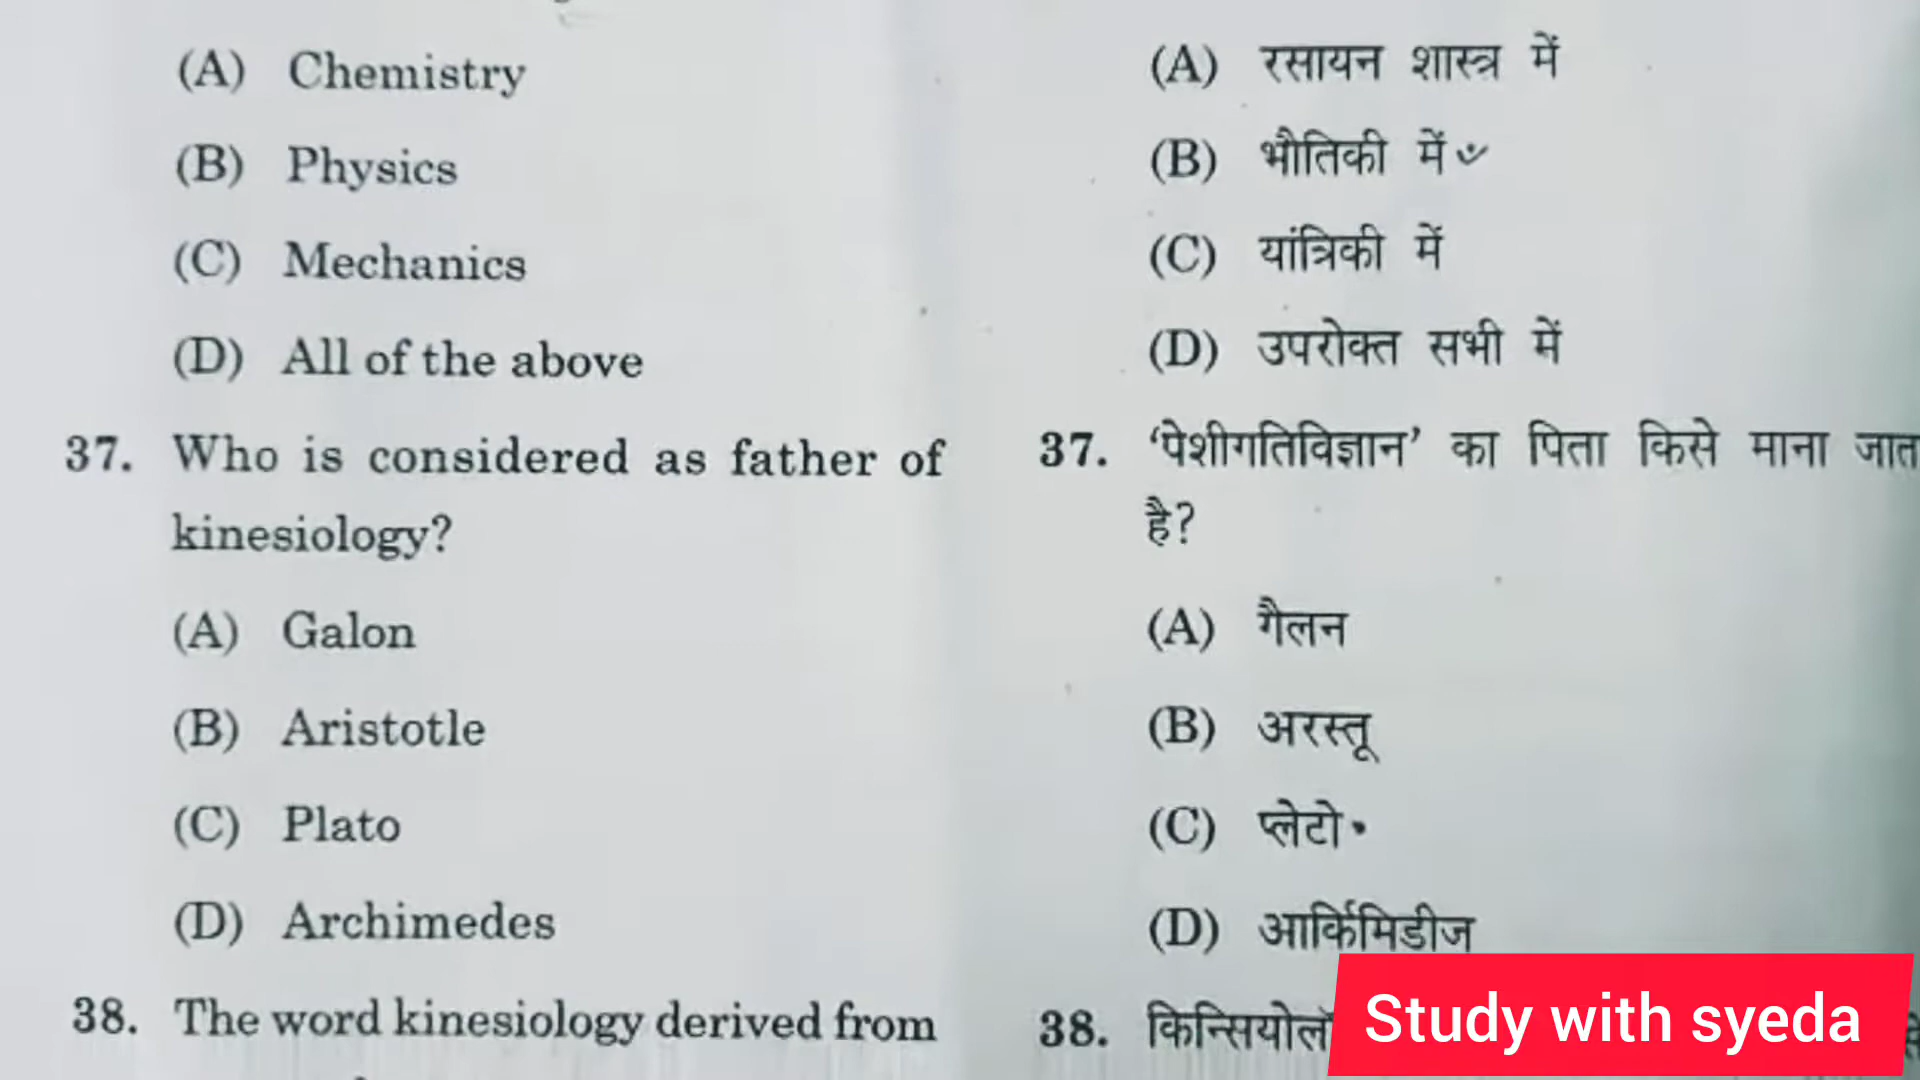 (A) Chemistry
(B) Physics
(C) Mechanics
(D) All of the above
37. Who is considered as father of
kinesiology?
(A) Galon
(B) Aristotle
(C) Plato
(D) Archimedes
38. The word kinesiology derived from
(A) रसायन शास्त्र में
(B) भौतिकी में
(C) यांत्रिकी में
(D) उपरोक्त सभी में
37. ‘पेशीगतिविज्ञान’ का पिता किसे माना जात
है?
(A) गैलन
(B) अरस्तू
(C) प्लेटो
(D) आर्किमिडीज
38.
Study with syeda